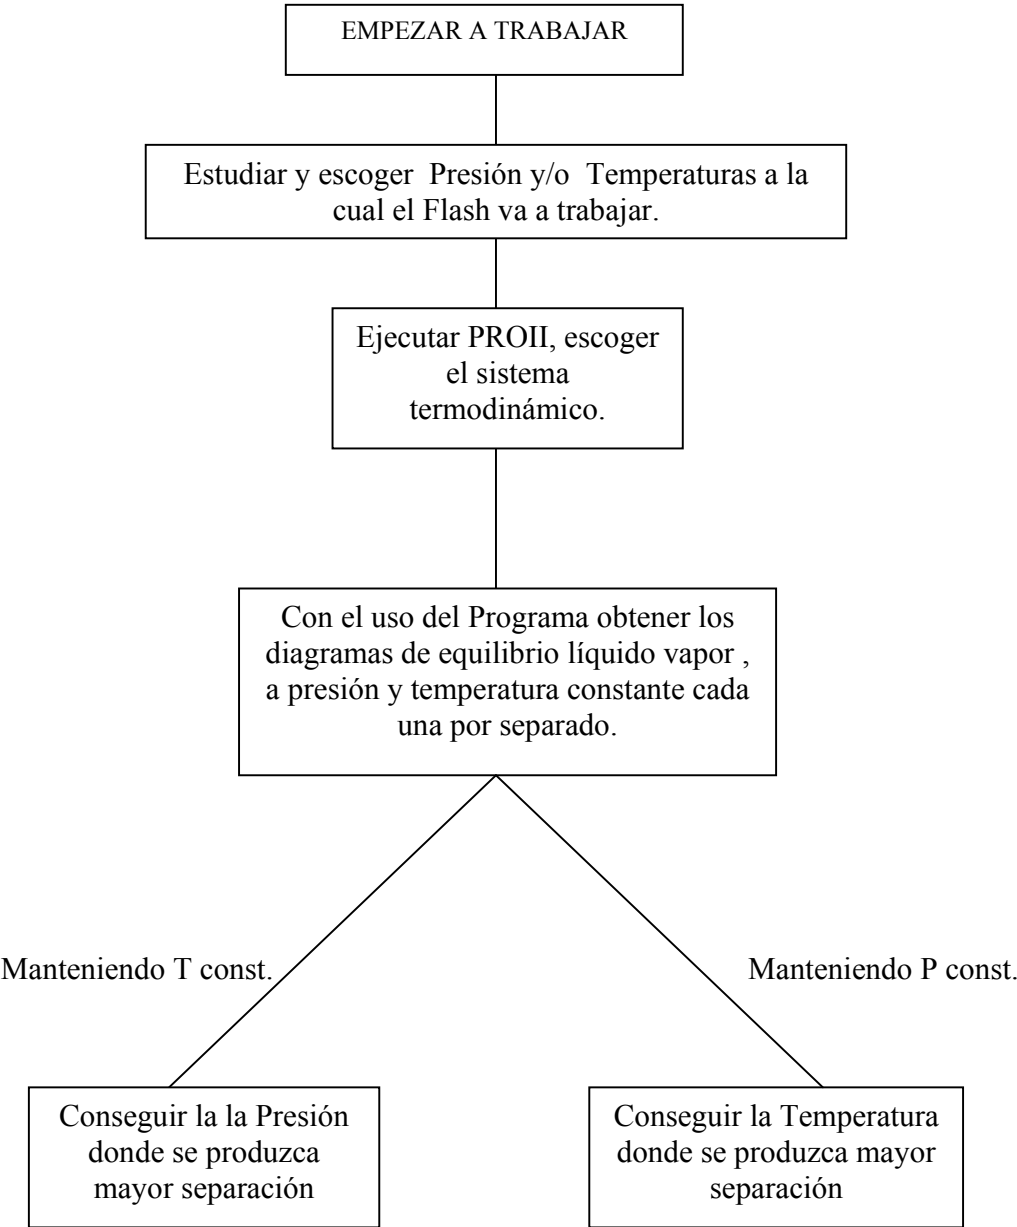 EMPEZAR A TRABAJAR
Estudiar y escoger Presión y/o Temperaturas a la
cual el Flash va a trabajar.
Ejecutar PROII, escoger
el sistema
termodinámico.
Con el uso del Programa obtener los
diagramas de equilibrio líquido vapor ,
a presión y temperatura constante cada
una por separado.
Manteniendo T const.
Manteniendo P const.
Conseguir la la Presión
donde se produzca
mayor separación
Conseguir la Temperatura
donde se produzca mayor
separación